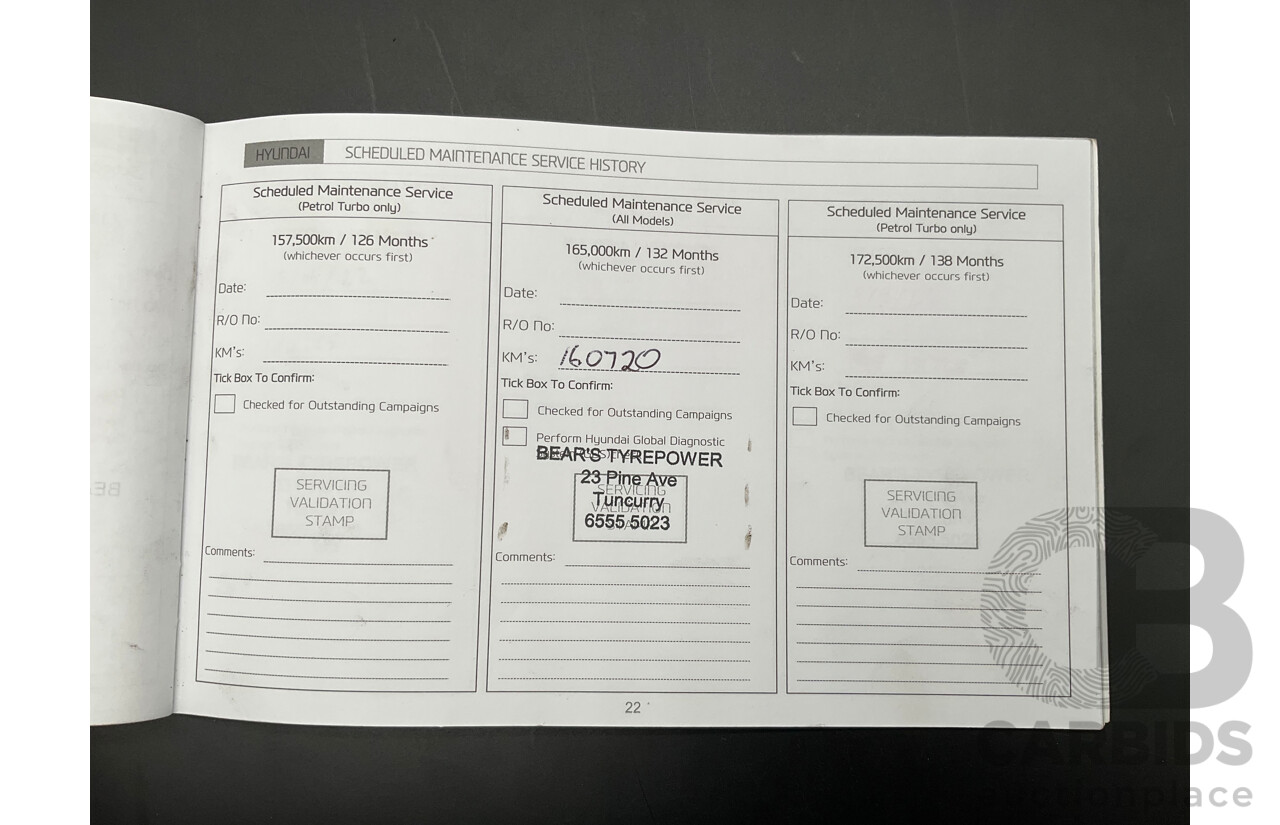 HYUNDAI SCHEDULED MAINTENANCE SERVICE HISTORY
Scheduled Maintenance Service
(Petrol Turbo only)
157,500km / 126 Months
(whichever occurs first)
Date:
R/O No:
KM's:
Tick Box To Confirm:
Checked for Outstanding Campaigns
SERVICING
VALIDATION
STAMP
Comments:
Scheduled Maintenance Service
(All Models)
165,000km / 132 Months
(whichever occurs first)
Date:
R/O No:
KM's: 160720
Tick Box To Confirm:
Checked for Outstanding Campaigns
Perform Hyundai Global Diagnostic
BEAR'S TYREPOWER
23 Pine Ave
SERVICING
Tuncurry
VALIDATION
6555 5023
Comments:
Scheduled Maintenance Service
(Petrol Turbo only)
172,500km / 138 Months
(whichever occurs first)
Date:
R/O No:
KM's:
Tick Box To Confirm:
Checked for Outstanding Campaigns
SERVICING
VALIDATION
STAMP
Comments:
22
CARBIDS
auctionplace